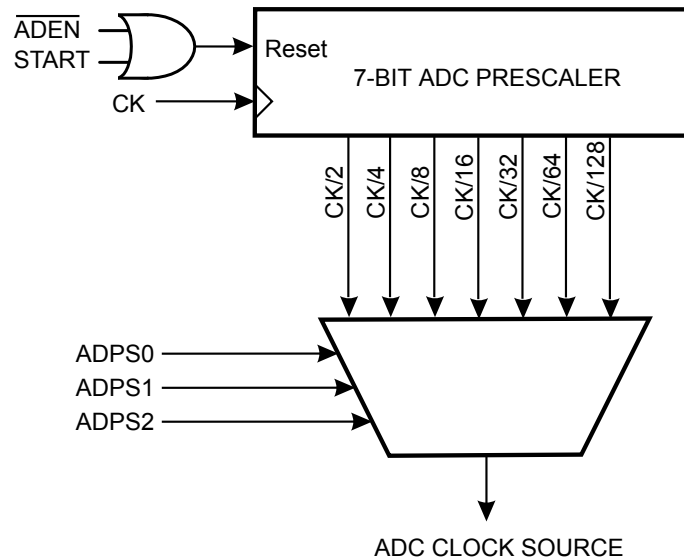 ADEN
START
Reset
7-BIT ADC PRESCALER
CK
CK/2
CK/4
CK/8
CK/16
CK/32
CK/64
CK/128
ADPS0
ADPS1
ADPS2
ADC CLOCK SOURCE